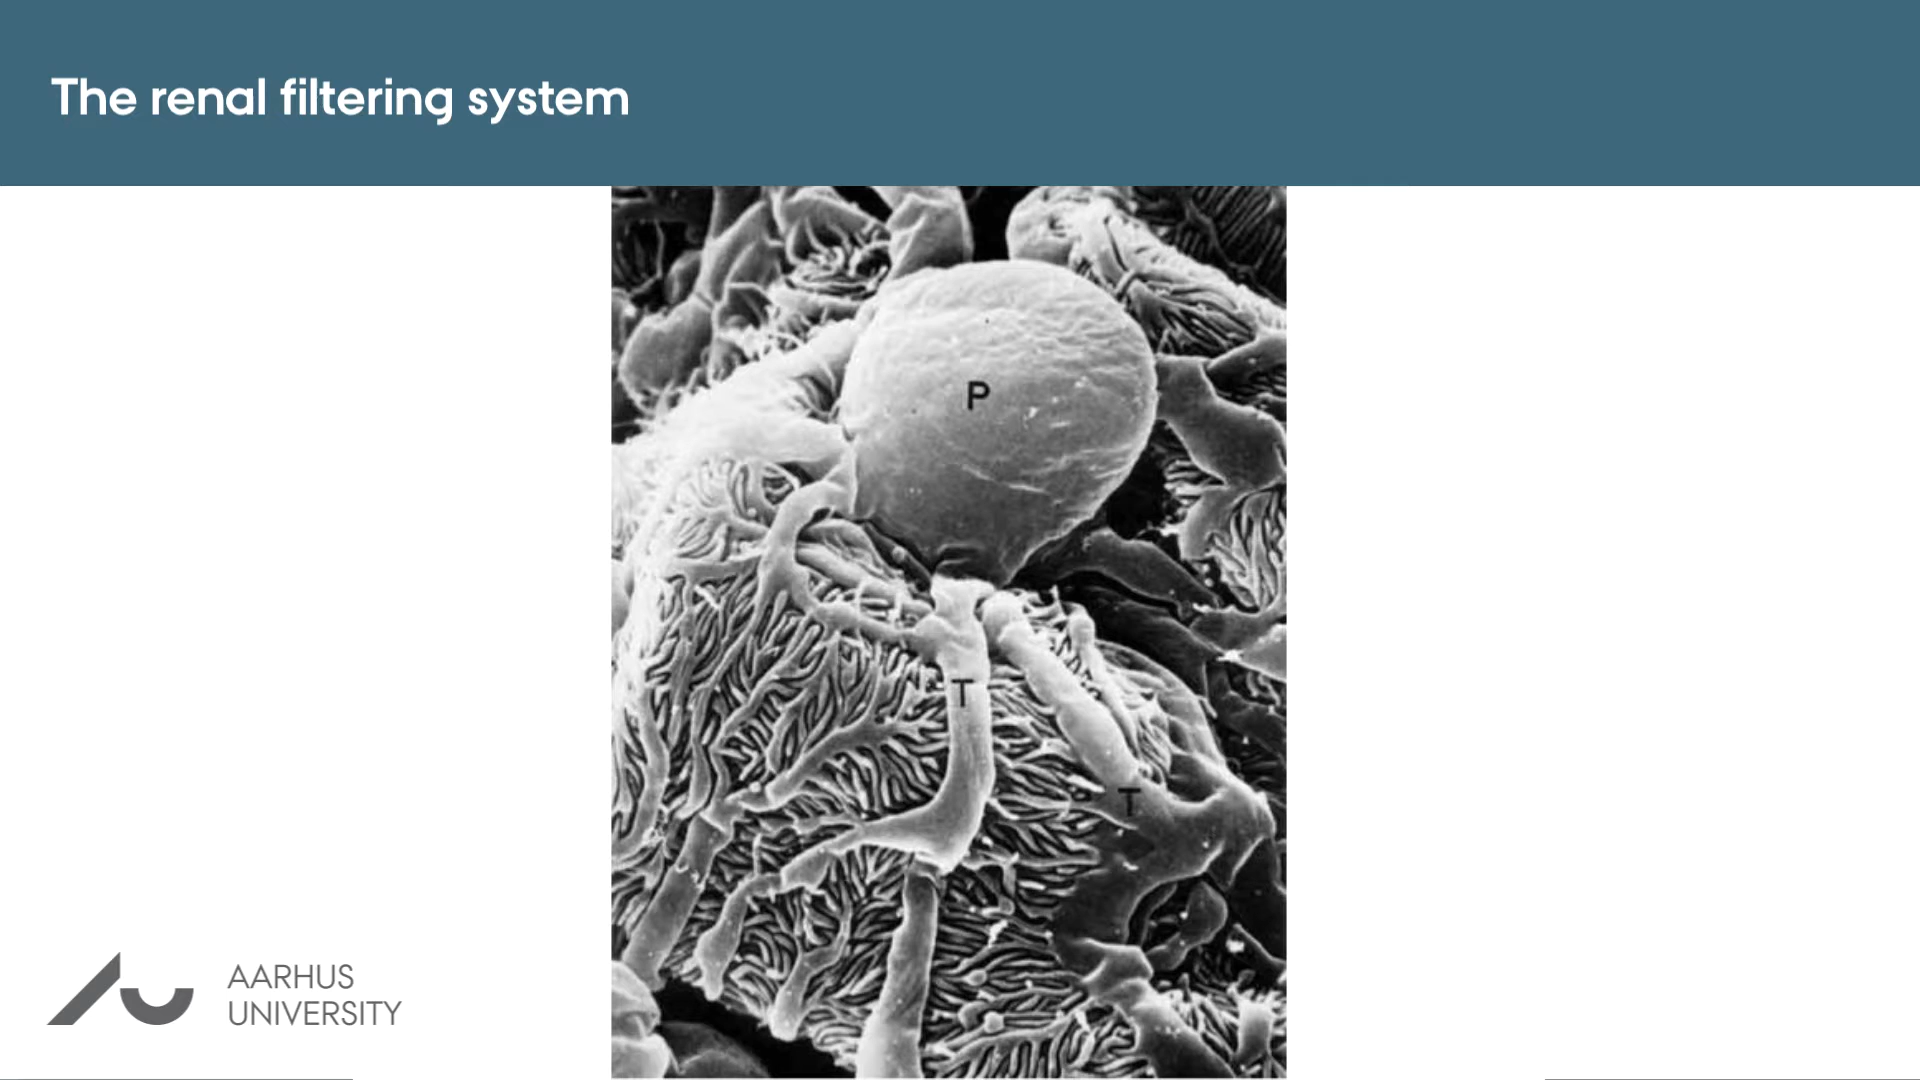 The renal filtering system
P
T
T
AARHUS
UNIVERSITY